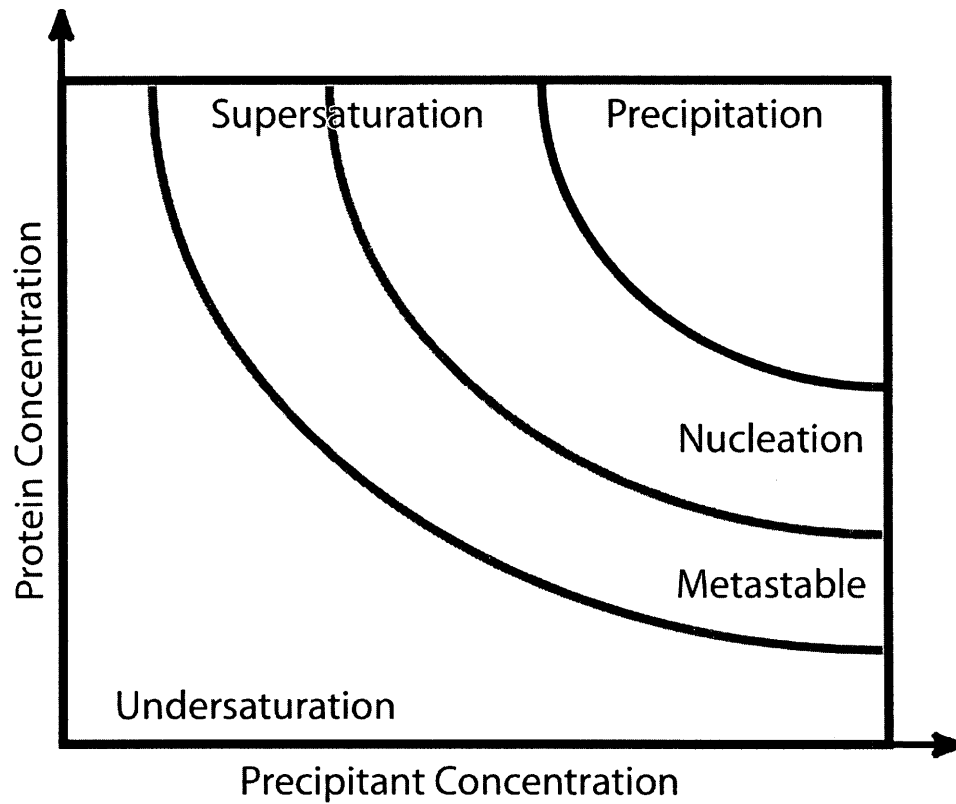 Supersaturation
Precipitation
Protein Concentration
Nucleation
Metastable
Undersaturation
Precipitant Concentration